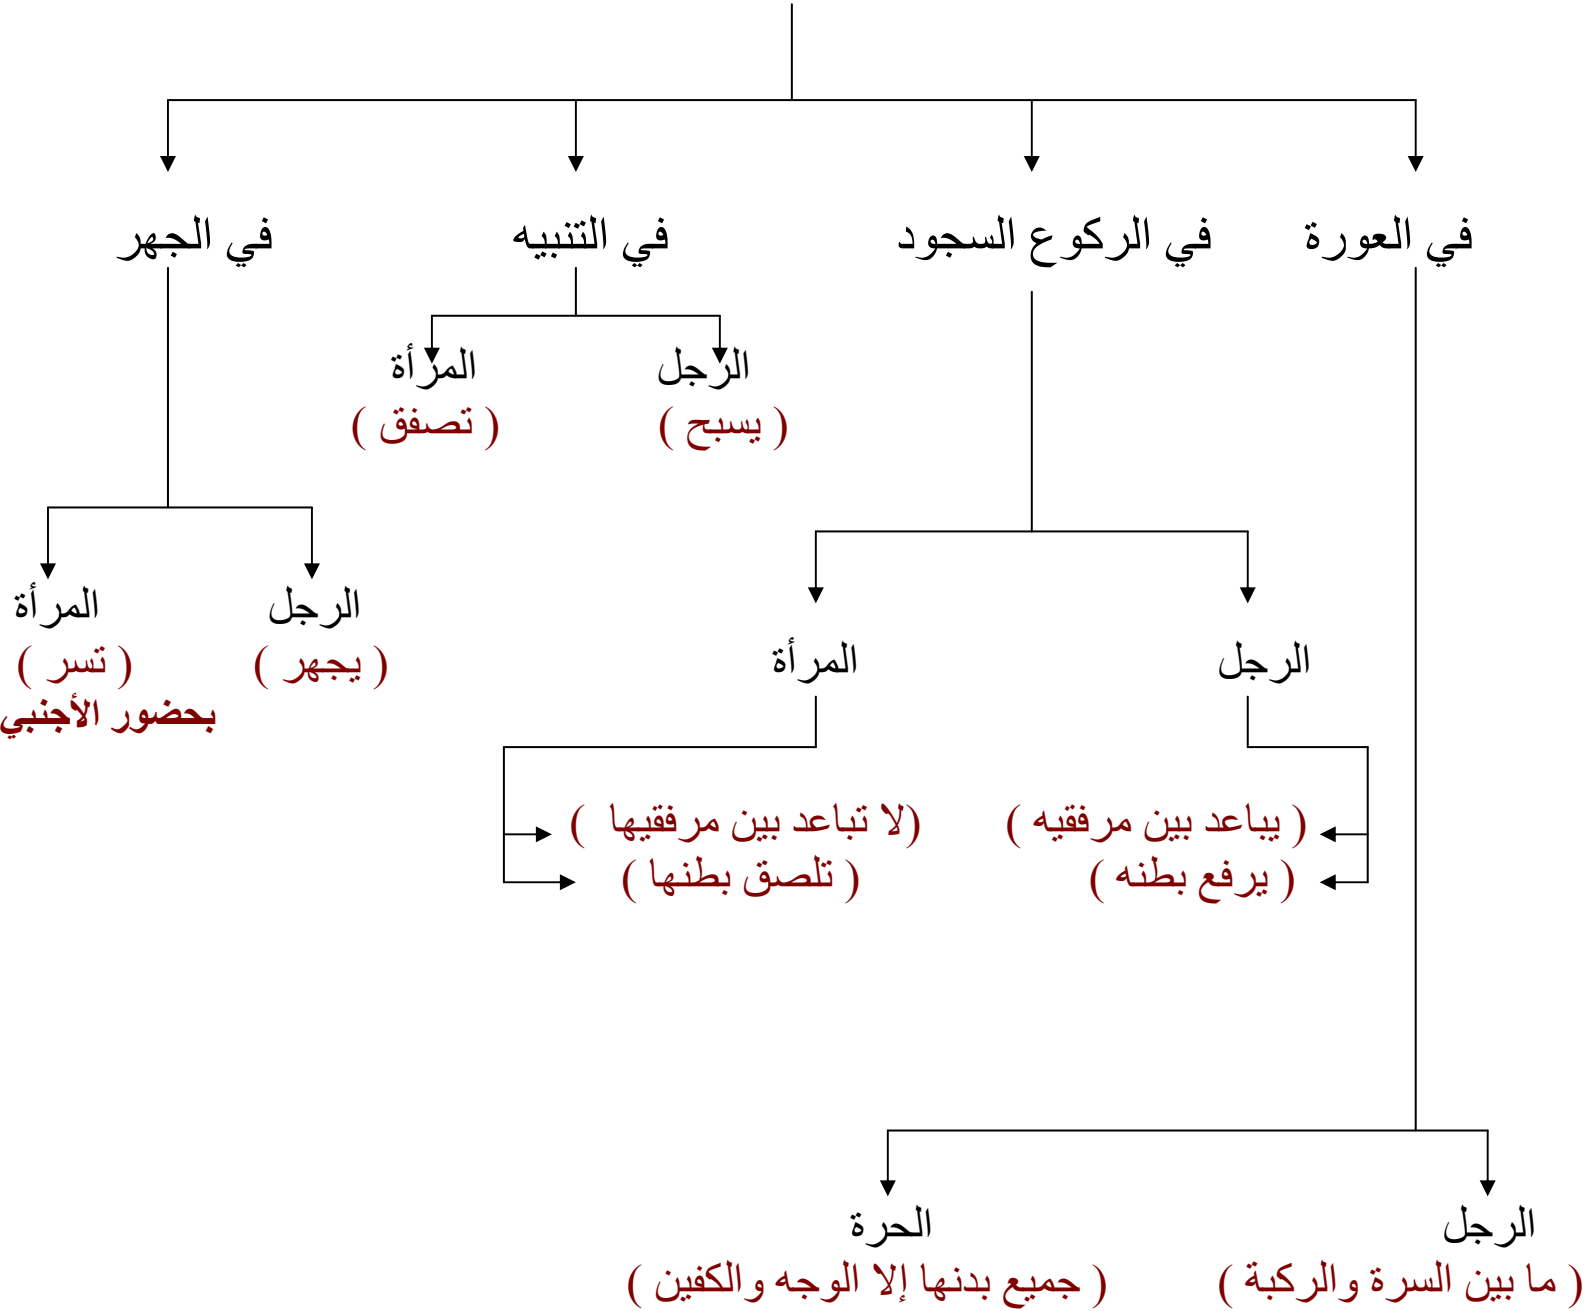 في العورة
في الركوع السجود
في التنبيه
في الجهر
الرجل
المرأة
( يسبح )
( تصفق )
الرجل
المرأة
( يجهر )
( تسر )
بحضور الأجنبي
الرجل
المرأة
( يباعد بين مرفقيه )
(لا تباعد بين مرفقيها )
( يرفع بطنه )
( تلصق بطنها )
الرجل
الحرة
( ما بين السرة والركبة )
( جميع بدنها إلا الوجه والكفين )